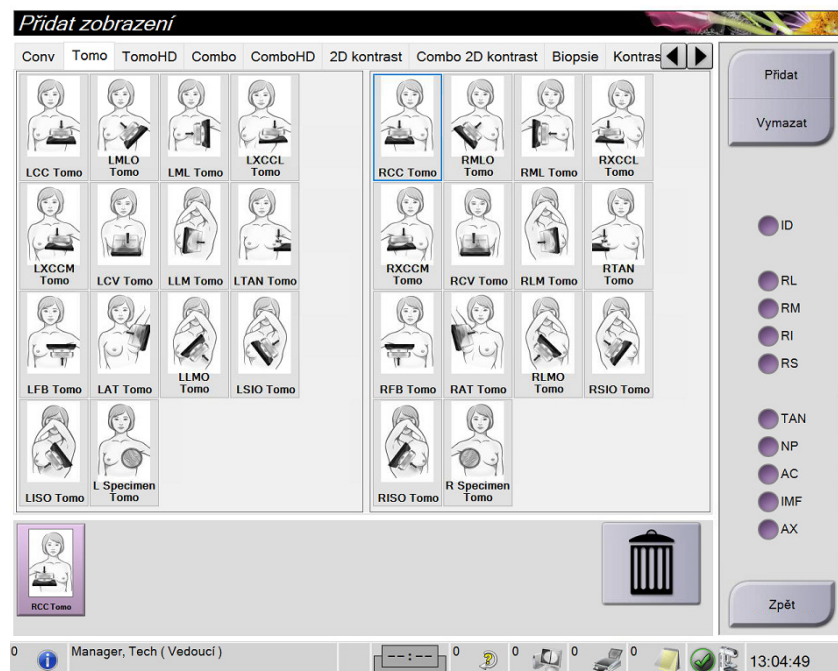 Přidat zobrazení
Conv Tomo TomoHD Combo ComboHD 2D kontrast Combo 2D kontrast Biopsie Kontras
LCC Tomo
LMLO
Tomo
LML Tomo
LXCCL
Tomo
RCC Tomo
RMLO
Tomo
RML Tomo
RXCCL
Tomo
LXCCM
Tomo
LCV Tomo
LLM Tomo
LTAN Tomo
RXCCM
Tomo
RCV Tomo
RLM Tomo
RTAN
Tomo
LFB Tomo
LAT Tomo
LLMO
Tomo
LSIO Tomo
RFB Tomo
RAT Tomo
RLMO
Tomo
RSIO Tomo
LISO Tomo
L Specimen
Tomo
RISO Tomo
R Specimen
Tomo
Přidat
Vymazat
ID
RL
RM
RI
RS
TAN
NP
AC
IMF
AX
RCC Tomo
Zpět
0 Manager, Tech ( Vedoucí ) --:-- 0 0 0 0 13:04:49